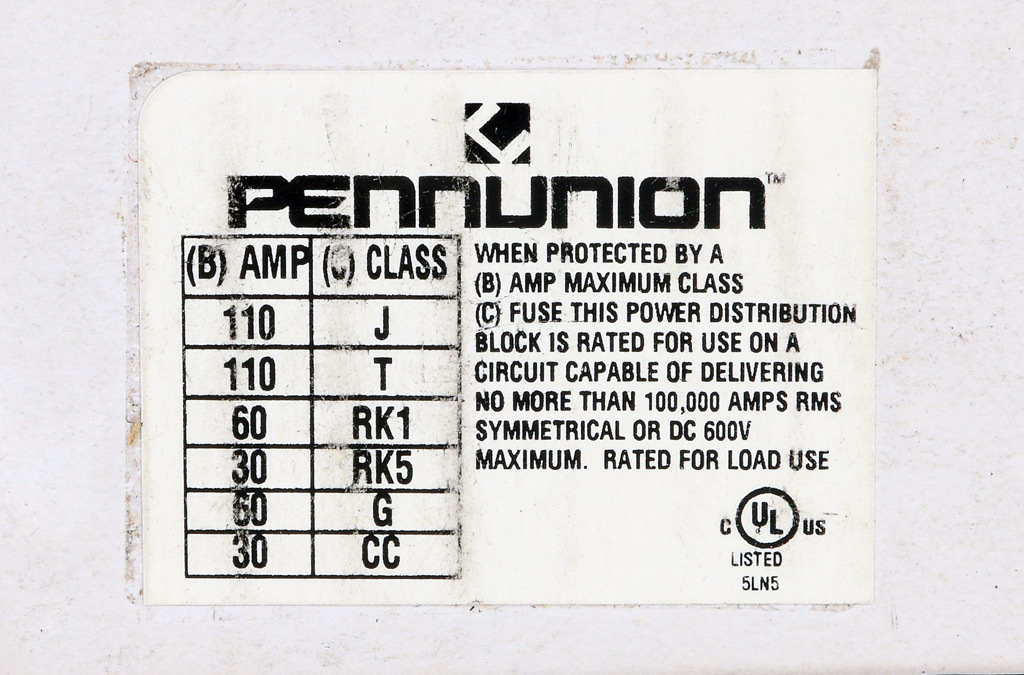 PENNUNION™
(B) AMP (C) CLASS
110 J
110 T
60 RK1
30 RK5
60 G
30 CC
WHEN PROTECTED BY A
(B) AMP MAXIMUM CLASS
(C) FUSE THIS POWER DISTRIBUTION
BLOCK IS RATED FOR USE ON A
CIRCUIT CAPABLE OF DELIVERING
NO MORE THAN 100,000 AMPS RMS
SYMMETRICAL OR DC 600V
MAXIMUM. RATED FOR LOAD USE
C UL US
LISTED
5LN5